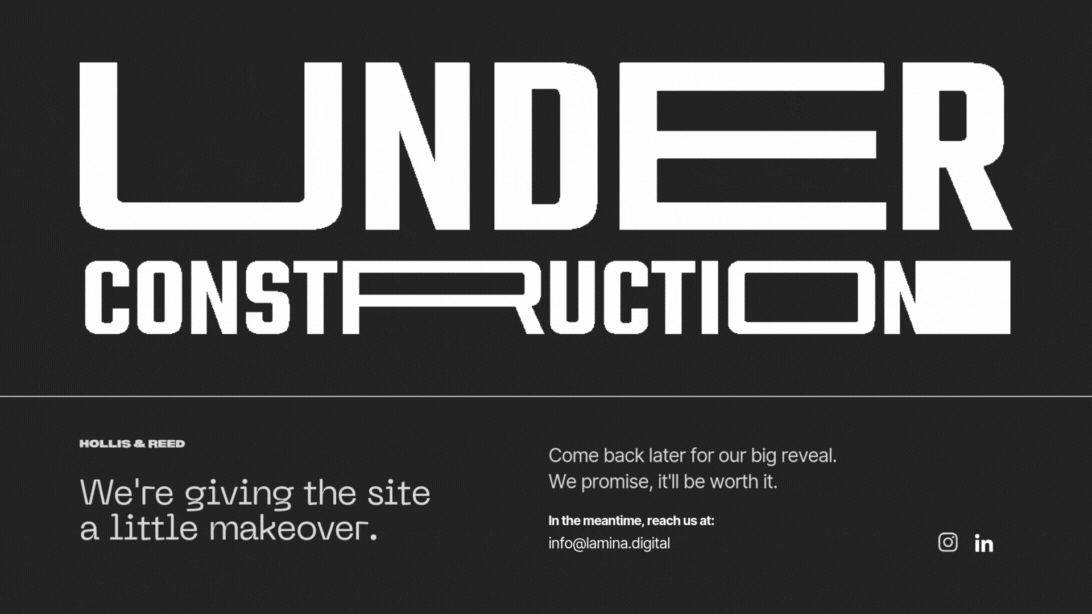 UNDER
CONSTRUCTION
HOLLIS & REED
We're giving the site
a little makeover.
Come back later for our big reveal.
We promise, it'll be worth it.
In the meantime, reach us at:
info@lamina.digital
in